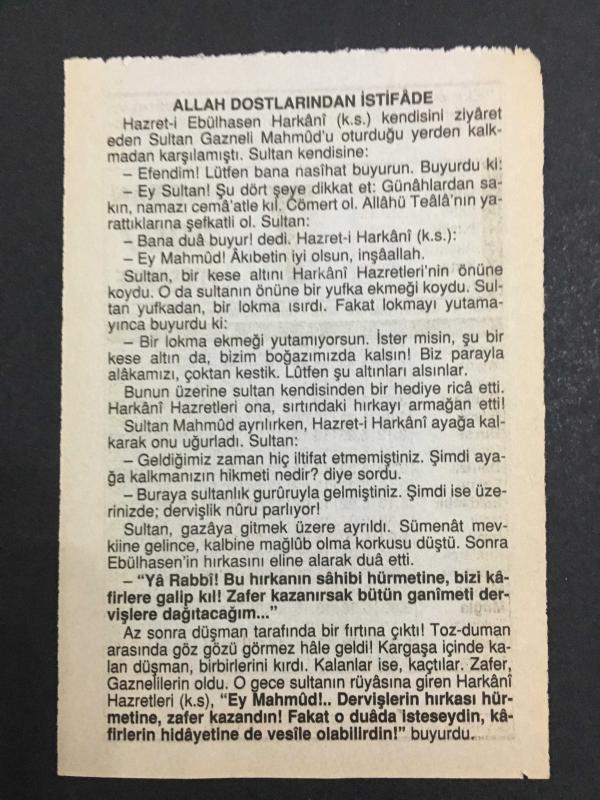 ALLAH DOSTLARINDAN İSTİFÂDE
Hazret-i Ebülhasen Harkânî (k.s.) kendisini ziyâret
eden Sultan Gazneli Mahmûd'u oturduğu yerden kalk-
madan karşılamıştı. Sultan kendisine:
– Efendim! Lütfen bana nasîhat buyurun. Buyurdu ki:
– Ey Sultan! Şu dört şeye dikkat et: Günâhlardan sa-
kın, namazı cemâ'atle kıl. Cömert ol. Allâhü Teâlâ'nın ya-
rattıklarına şefkatli ol. Sultan:
– Bana duâ buyur! dedi. Hazret-i Harkânî (k.s.):
– Ey Mahmûd! Âkıbetin iyi olsun, inşâallah.
Sultan, bir kese altını Harkânî Hazretleri'nin önüne
koydu. O da sultanın önüne bir yufka ekmeği koydu. Sul-
tan yufkadan, bir lokma ısırdı. Fakat lokmayı yutama-
yınca buyurdu ki:
– Bir lokma ekmeği yutamıyorsun. İster misin, şu bir
kese altın da, bizim boğazımızda kalsın! Biz parayla
alâkamızı, çoktan kestik. Lûtfen şu altınları alsınlar.
Bunun üzerine sultan kendisinden bir hediye ricâ etti.
Harkânî Hazretleri ona, sırtındaki hırkayı armağan etti!
Sultan Mahmûd ayrılırken, Hazret-i Harkânî ayağa kal-
karak onu uğurladı. Sultan:
– Geldiğimiz zaman hiç iltifat etmemiştiniz. Şimdi aya-
ğa kalkmanızın hikmeti nedir? diye sordu.
– Buraya sultanlık gurûruyla gelmiştiniz. Şimdi ise üze-
rinizde; dervişlik nûru parlıyor!
Sultan, gazâya gitmek üzere ayrıldı. Sümenât mev-
kiine gelince, kalbine mağlûb olma korkusu düştü. Sonra
Ebülhasen'in hırkasını eline alarak duâ etti.
– “Yâ Rabbî! Bu hırkanın sâhibi hürmetine, bizi kâ-
firlere galip kıl! Zafer kazanırsak bütün ganîmeti der-
vişlere dağıtacağım...”
Az sonra düşman tarafında bir fırtına çıktı! Toz-duman
arasında göz gözü görmez hâle geldi! Kargaşa içinde ka-
lan düşman, birbirlerini kırdı. Kalanlar ise, kaçtılar. Zafer,
Gaznelilerin oldu. O gece sultanın rüyâsına giren Harkânî
Hazretleri (k.s), “Ey Mahmûd!.. Dervişlerin hırkası hür-
metine, zafer kazandın! Fakat o duâda isteseydin, kâ-
firlerin hidâyetine de vesîle olabilirdin!” buyurdu.